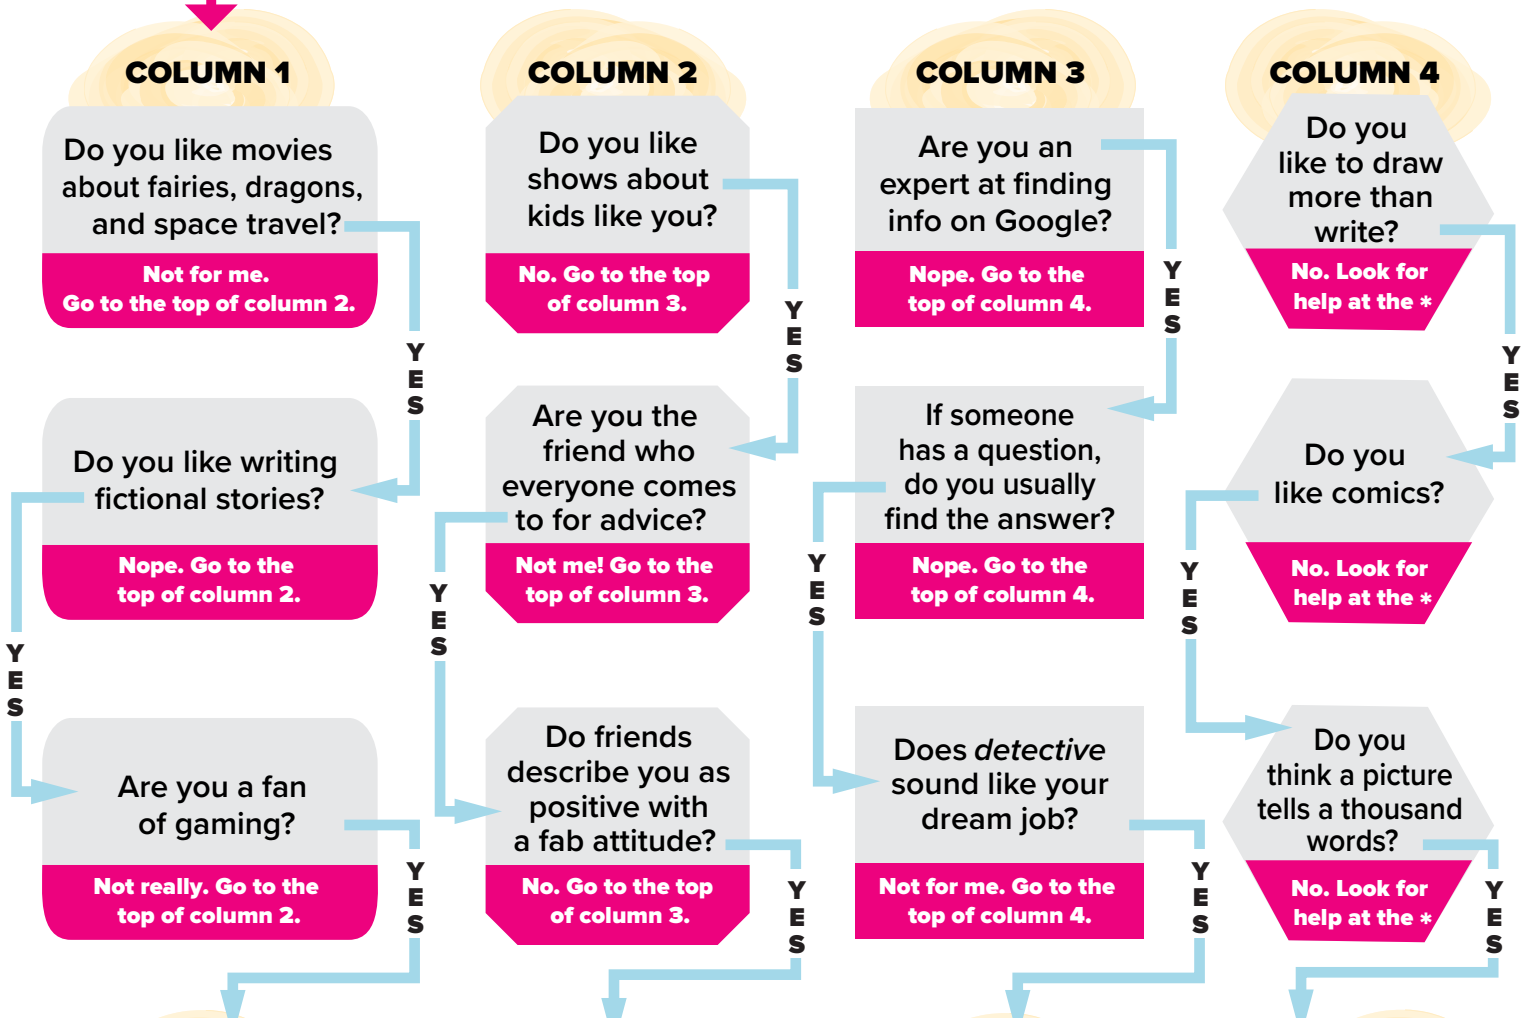 COLUMN 1
Do you like movies
about fairies, dragons,
and space travel?
Not for me.
Go to the top of column 2.
YES
Do you like writing
fictional stories?
Nope. Go to the
top of column 2.
YES
Are you a fan
of gaming?
Not really. Go to the
top of column 2.
YES
COLUMN 2
Do you like
shows about
kids like you?
No. Go to the top
of column 3.
YES
Are you the
friend who
everyone comes
to for advice?
Not me! Go to the
top of column 3.
YES
Do friends
describe you as
positive with
a fab attitude?
No. Go to the top
of column 3.
YES
COLUMN 3
Are you an
expert at finding
info on Google?
Nope. Go to the
top of column 4.
YES
If someone
has a question,
do you usually
find the answer?
Nope. Go to the
top of column 4.
YES
Does detective
sound like your
dream job?
Not for me. Go to the
top of column 4.
YES
COLUMN 4
Do you
like to draw
more than
write?
No. Look for
help at the *
YES
Do you
like comics?
No. Look for
help at the *
YES
Do you
think a picture
tells a thousand
words?
No. Look for
help at the *
YES